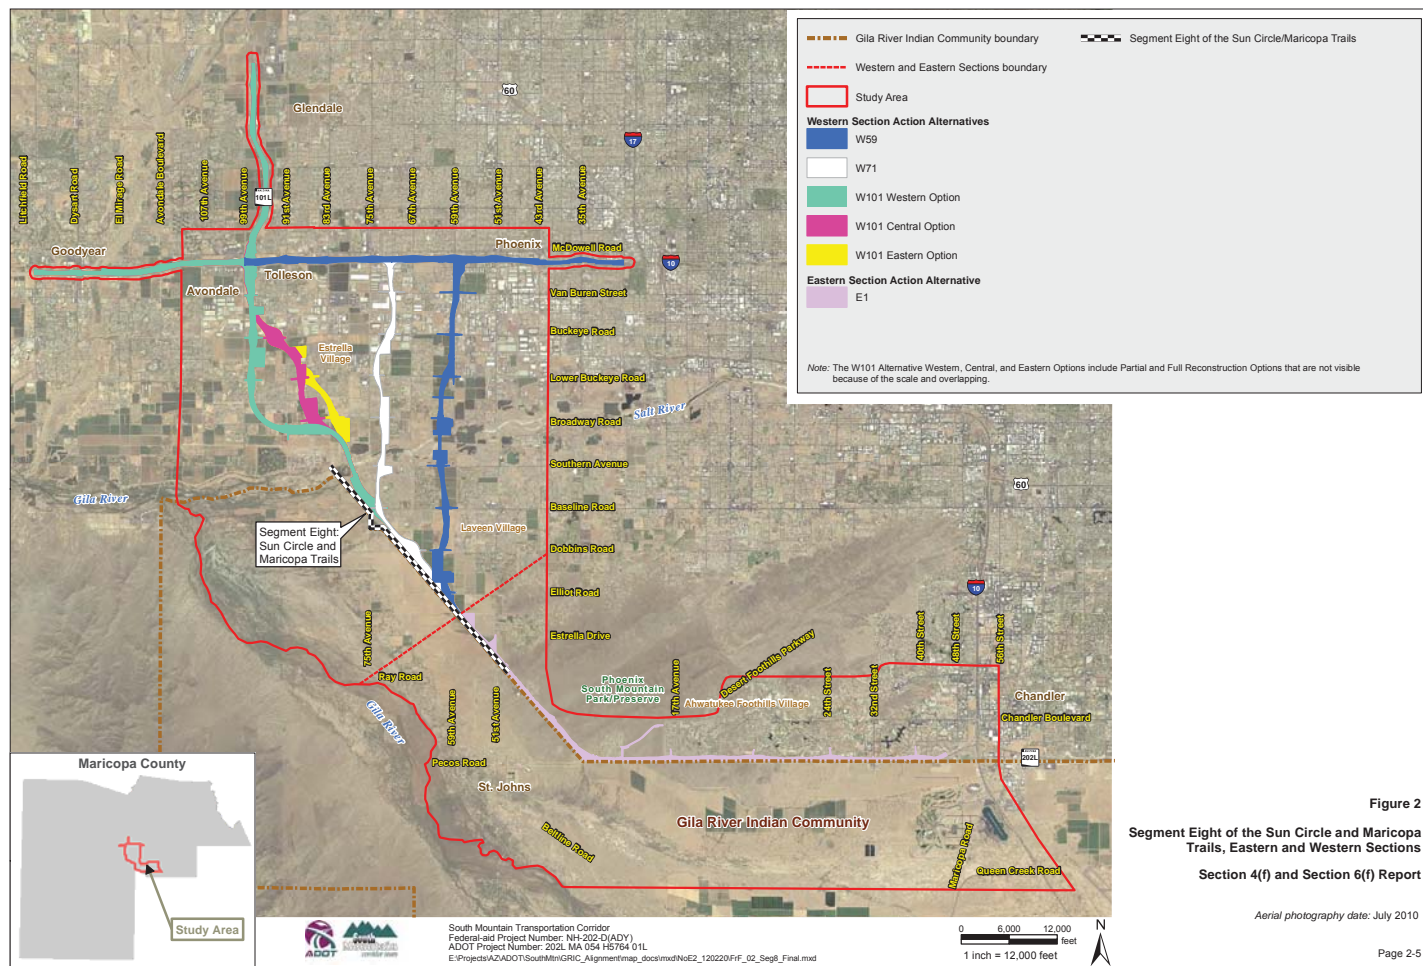 Gila River Indian Community boundary
Segment Eight of the Sun Circle/Maricopa Trails
Western and Eastern Sections boundary
Study Area
Western Section Action Alternatives
W59
W71
W101 Western Option
W101 Central Option
W101 Eastern Option
Eastern Section Action Alternative
E1
Note: The W101 Alternative Western, Central, and Eastern Options include Partial and Full Reconstruction Options that are not visible
because of the scale and overlapping.
Glendale
60
17
Litchfield Road
Dysart Road
El Mirage Road
Avondale Boulevard
107th Avenue
99th Avenue
101L
91st Avenue
83rd Avenue
75th Avenue
67th Avenue
59th Avenue
51st Avenue
43rd Avenue
35th Avenue
Goodyear
Phoenix
McDowell Road
10
Tolleson
Avondale
Van Buren Street
Buckeye Road
Estrella
Village
Lower Buckeye Road
Salt River
Broadway Road
Southern Avenue
60
Gila River
Baseline Road
Segment Eight:
Sun Circle and
Maricopa Trails
Laveen Village
Dobbins Road
10
Elliot Road
75th Avenue
Estrella Drive
40th Street
48th Street
56th Street
Ray Road
Phoenix
South Mountain
Park/Preserve
17th Avenue
Desert Foothills Parkway
Ahwatukee Foothills Village
24th Street
32nd Street
Chandler
Chandler Boulevard
Gila River
59th Avenue
51st Avenue
202L
Pecos Road
St. Johns
Gila River Indian Community
Beltline Road
Maricopa Road
Queen Creek Road
Maricopa County
Study Area
Figure 2
Segment Eight of the Sun Circle and Maricopa
Trails, Eastern and Western Sections
Section 4(f) and Section 6(f) Report
Aerial photography date: July 2010
Page 2-5
ADOT
South
Mountain
South Mountain Transportation Corridor
Federal-aid Project Number: NH-202-D(ADY)
ADOT Project Number: 202L MA 054 H5764 01L
E:\Projects\AZ\ADOT\SouthMtn\GRIC_Alignment\map_docs\mxd\NoE2_120220\FrF_02_Seg8_Final.mxd
0 6,000 12,000
feet
1 inch = 12,000 feet
N